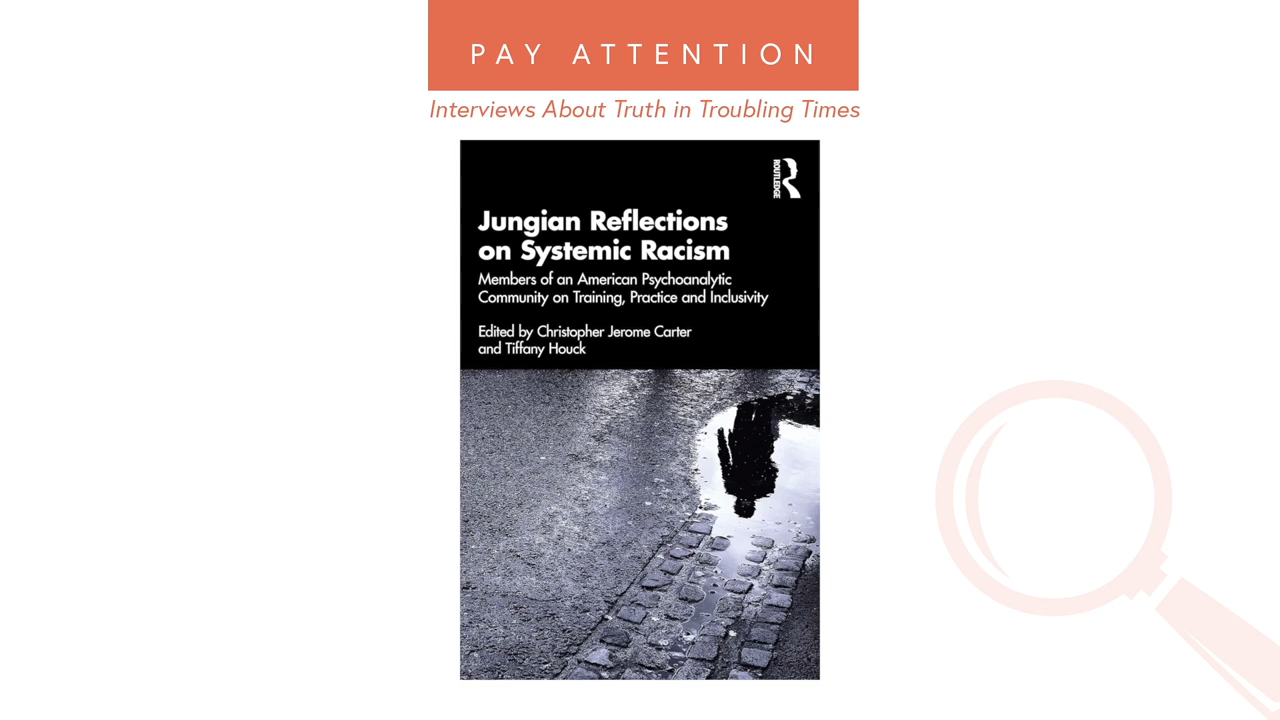 PAY ATTENTION
Interviews About Truth in Troubling Times
ROUTLEDGE
Jungian Reflections
on Systemic Racism
Members of an American Psychoanalytic
Community on Training, Practice and Inclusivity
Edited by Christopher Jerome Carter
and Tiffany Houck